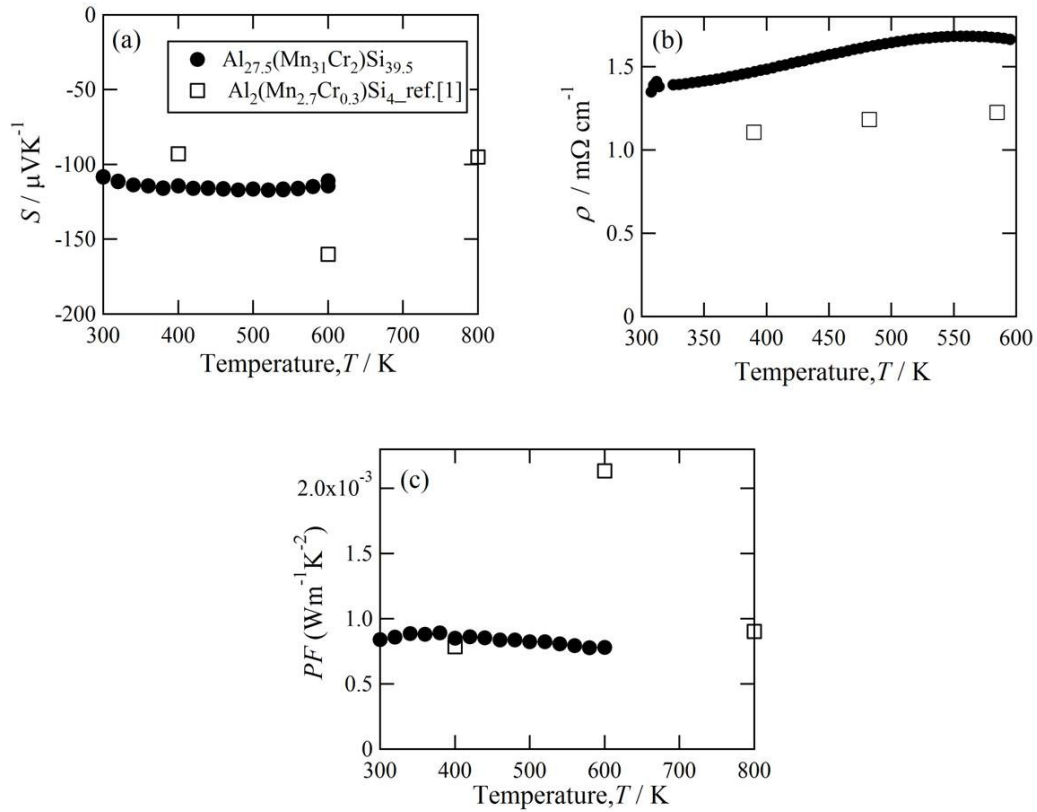 (a)
Al27.5(Mn31Cr2)Si39.5
Al2(Mn2.7Cr0.3)Si4_ref.[1]
0
-50
-100
-150
-200
S / μVK-1
300 400 500 600 700 800
Temperature,T / K
(b)
1.5
1.0
0.5
0
ρ / mΩ cm-1
300 350 400 450 500 550 600
Temperature,T / K
(c)
2.0x10-3
1.5
1.0
0.5
0
PF (Wm-1K-2)
300 400 500 600 700 800
Temperature,T / K